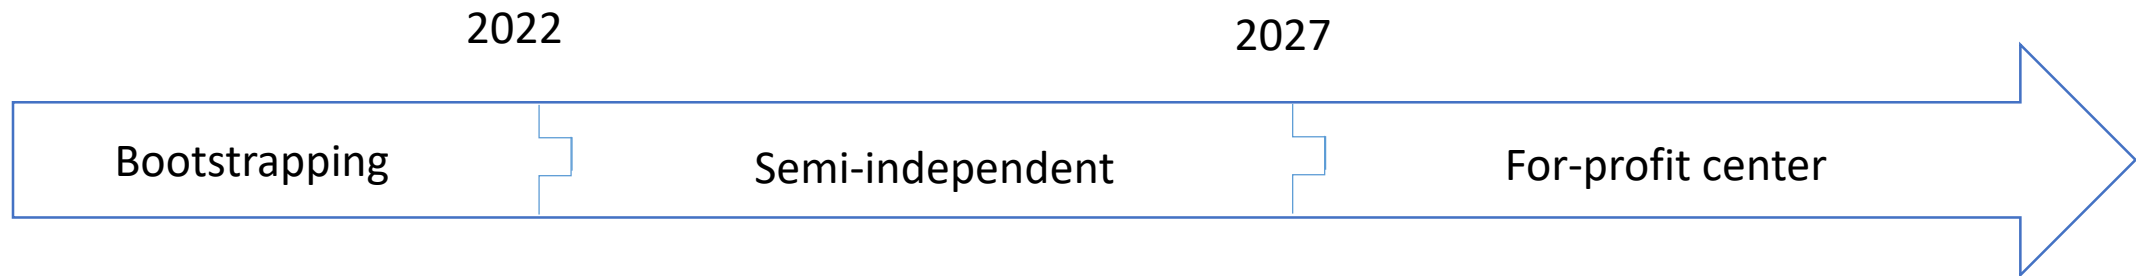 2022
2027
Bootstrapping
Semi-independent
For-profit center